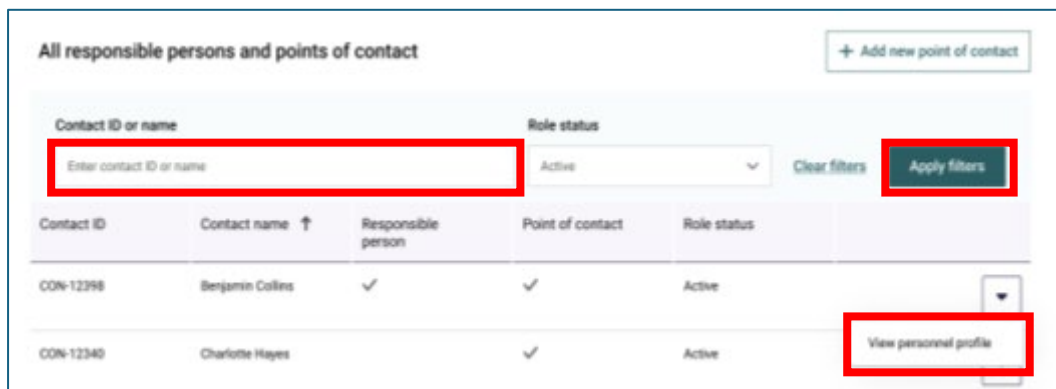 All responsible persons and points of contact
+ Add new point of contact
Contact ID or name
Role status
Enter contact ID or name
Active
Clear filters
Apply filters
Contact ID Contact name ↑ Responsible person Point of contact Role status
CON-12398 Benjamin Collins ✓ ✓ Active
View personnel profile
CON-12340 Charlotte Hayes ✓ Active